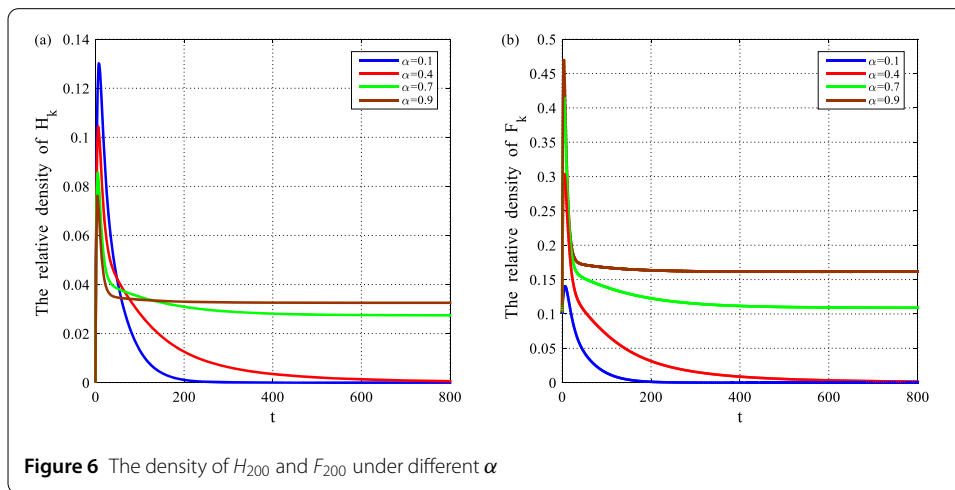 (a)
0.14
0.12
0.1
0.08
0.06
0.04
0.02
0
The relative density of H_k
α=0.1
α=0.4
α=0.7
α=0.9
0 200 400 600 800
t
(b)
0.5
0.45
0.4
0.35
0.3
0.25
0.2
0.15
0.1
0.05
0
The relative density of F_k
α=0.1
α=0.4
α=0.7
α=0.9
0 200 400 600 800
t
Figure 6 The density of H₂₀₀ and F₂₀₀ under different α